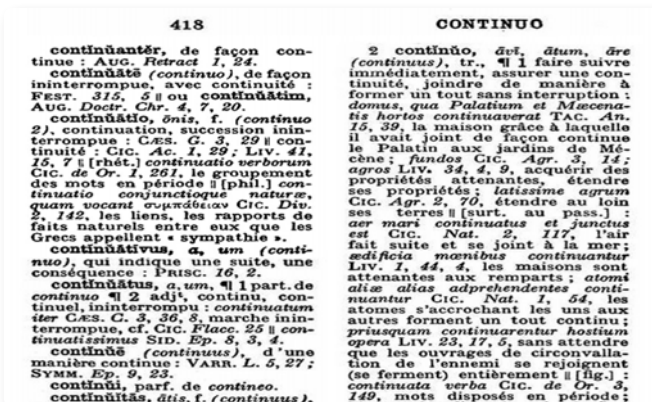 418
CONTINUO
contĭnŭantĕr, de façon con-
tinue : AUG. Retract 1, 24.
contĭnŭātē (continuo), de façon
ininterrompue, avec continuité :
FEST. 315, 5 ‖ ou contĭnŭātim,
AUG. Doctr. Chr. 4, 7, 20.
contĭnŭātĭo, ōnis, f. (continuo
2), continuation, succession inin-
terrompue : CÆS. G. 3, 29 ‖ con-
tinuité : CIC. Ac. 1, 29 ; LIV. 41,
15, 7 ‖ [rhét.] continuatio verborum
CIC. de Or. 1, 261, le groupement
des mots en période ‖ [phil.] con-
tinuatio conjunctioque naturæ,
quam vocant συμπάθειαν CIC. Div.
2, 142, les liens, les rapports de
faits naturels entre eux que les
Grecs appellent « sympathie ».
contĭnŭātīvus, a, um (conti-
nuo), qui indique une suite, une
conséquence : PRISC. 16, 2.
contĭnŭātus, a, um, ¶ 1 part. de
continuo ¶ 2 adjᵗ, continu, con-
tinuel, ininterrompu : continuatum
iter CÆS. C. 3, 36, 8, marche inin-
terrompue, cf. CIC. Flacc. 25 ‖ con-
tinuatissimus SID. Ep. 8, 3, 4.
contĭnŭē (continuus), d'une
manière continue : VARR. L. 5, 27 ;
SYMM. Ep. 9, 23.
contĭnŭi, parf. de contineo.
contĭnŭĭtās, ātis, f. (continuus),
2 contĭnŭo, āvī, ātum, āre
(continuus), tr., ¶ 1 faire suivre
immédiatement, assurer une con-
tinuité, joindre de manière à
former un tout sans interruption :
domus, qua Palatium et Mæcena-
tis hortos continuaverat TAC. An.
15, 39, la maison grâce à laquelle
il avait joint de façon continue
le Palatin aux jardins de Mé-
cène ; fundos CIC. Agr. 3, 14 ;
agros LIV. 34, 4, 9, acquérir des
propriétés attenantes, étendre
ses propriétés ; latissime agrum
CIC. Agr. 2, 70, étendre au loin
ses terres ‖ [surt. au pass.] :
aer mari continuatus et junctus
est CIC. Nat. 2, 117, l'air
fait suite et se joint à la mer ;
ædificia mœnibus continuantur
LIV. 1, 44, 4, les maisons sont
attenantes aux remparts ; atomi
aliæ alias adprehendentes conti-
nuantur CIC. Nat. 1, 54, les
atomes s'accrochant les uns aux
autres forment un tout continu ;
priusquam continuarentur hostium
opera LIV. 23, 17, 5, sans attendre
que les ouvrages de circonvalla-
tion de l'ennemi se rejoignent
(se ferment) entièrement ‖ [fig.] :
continuata verba CIC. de Or. 3,
149, mots disposés en période ;